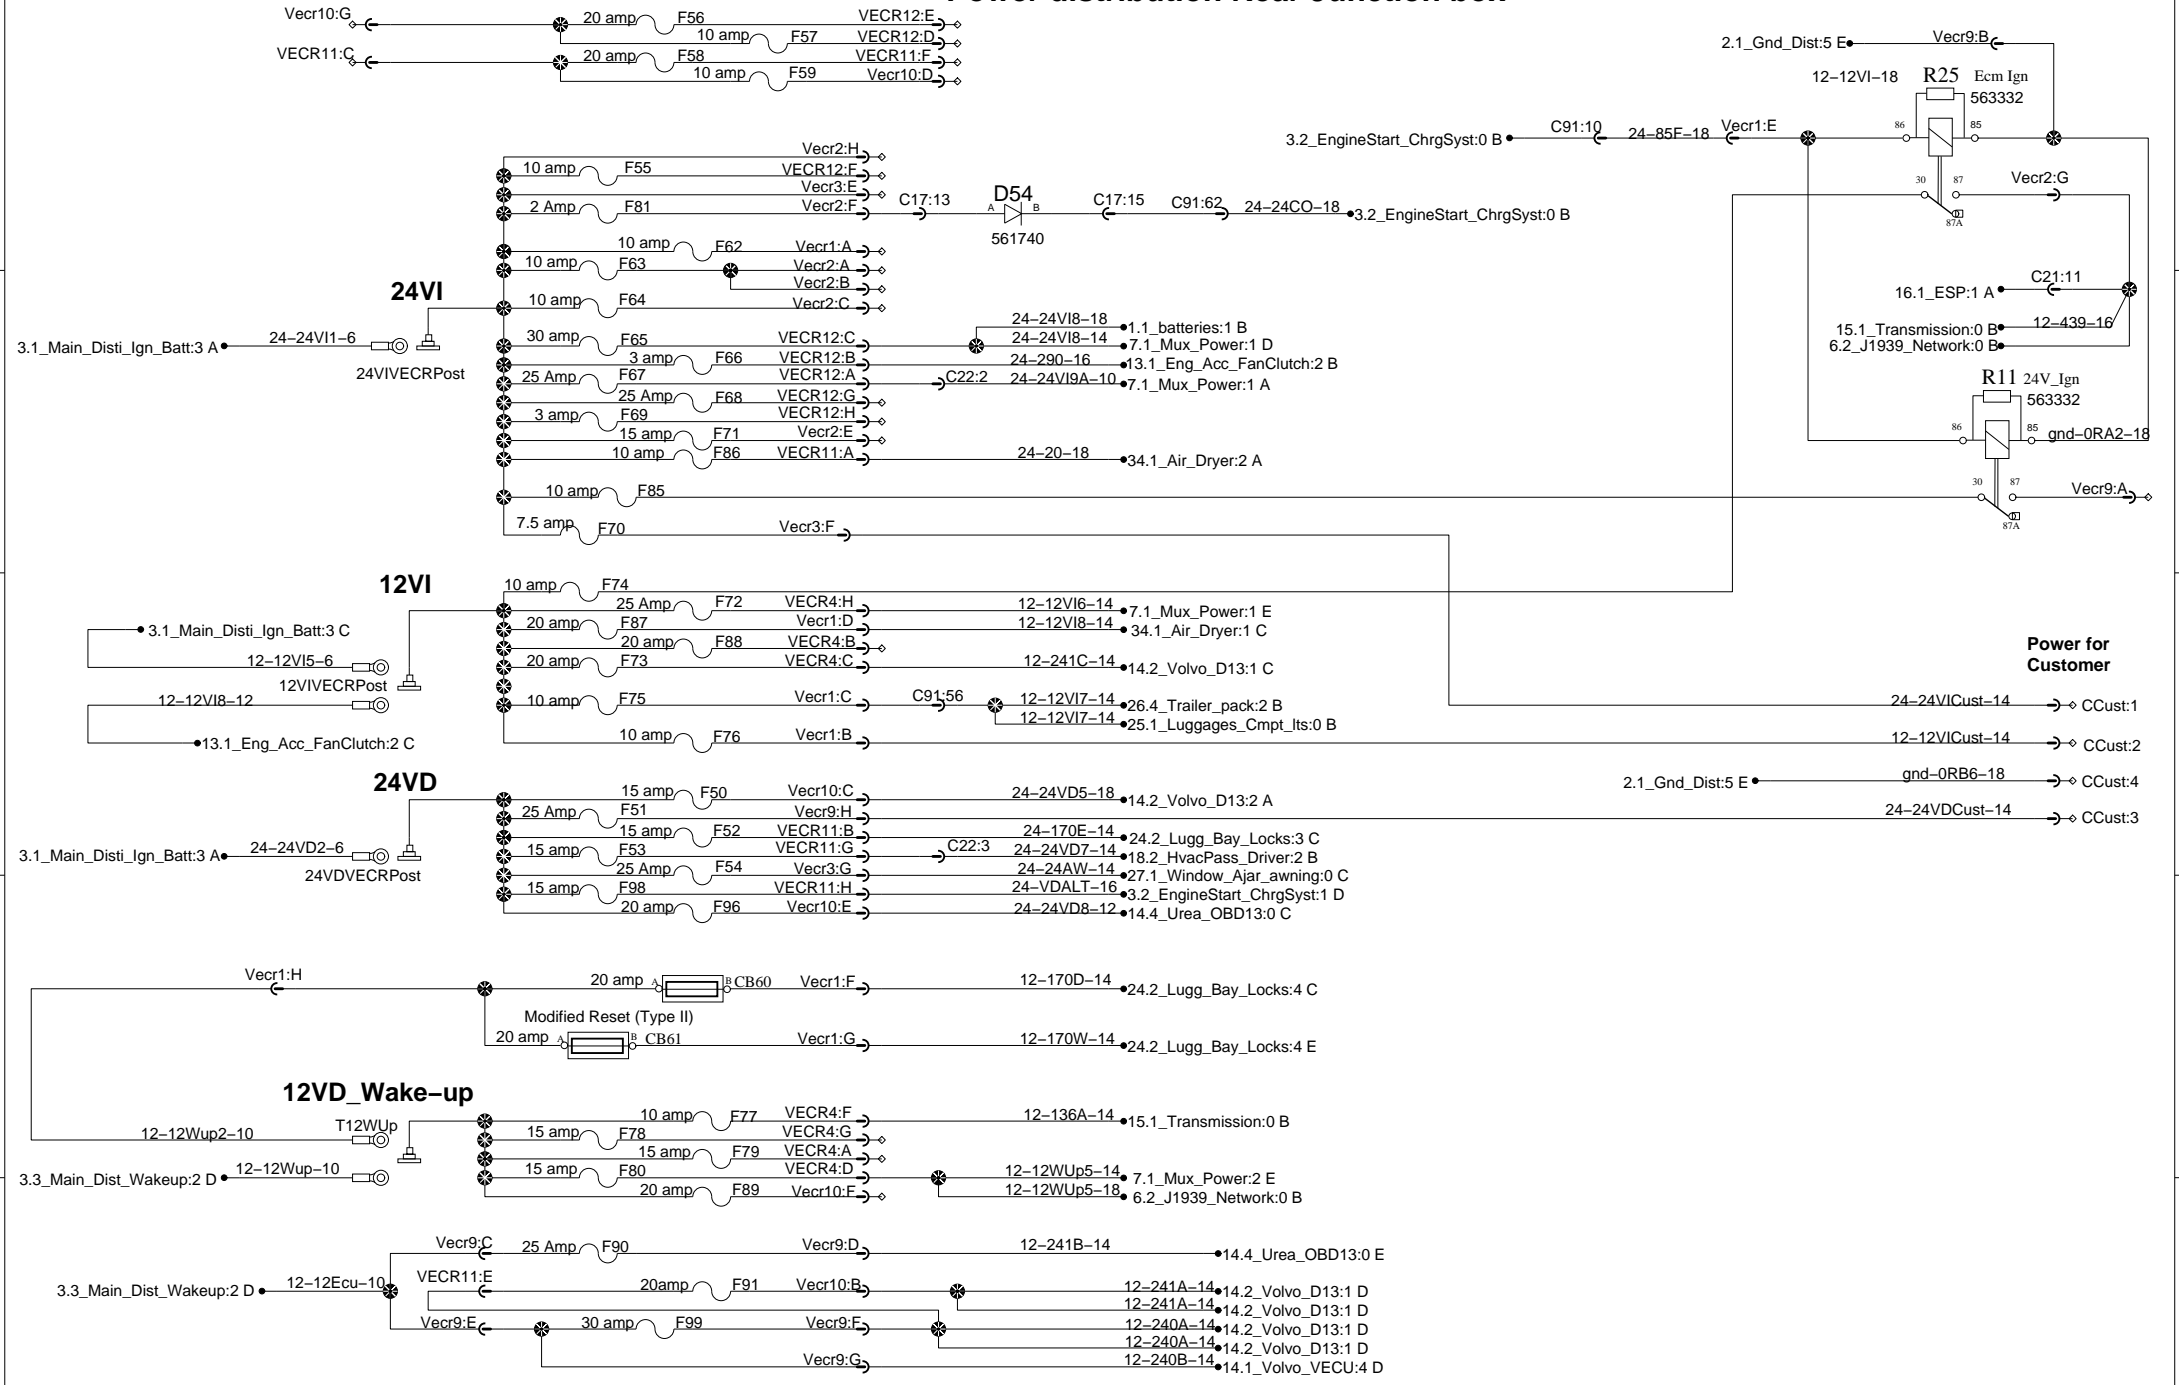 Power distribution Rear Junction box
Vecr10:G 20 amp F56 VECR12:E
10 amp F57 VECR12:D
VECR11:C 20 amp F58 VECR11:F
10 amp F59 Vecr10:D
2.1_Gnd_Dist:5 E Vecr9:B
12-12VI-18 R25 Ecm Ign
563332
3.2_EngineStart_ChrgSyst:0 B C91:10 24-85F-18 Vecr1:E 86 85
30 87 Vecr2:G
87A
Vecr2:H
10 amp F55 VECR12:F
Vecr3:E
2 Amp F81 Vecr2:F C17:13 A D54 B C17:15 C91:62 24-24CO-18 3.2_EngineStart_ChrgSyst:0 B
561740
10 amp F62 Vecr1:A
10 amp F63 Vecr2:A
Vecr2:B
24VI
10 amp F64 Vecr2:C
16.1_ESP:1 A C21:11
15.1_Transmission:0 B 12-439-16
6.2_J1939_Network:0 B
3.1_Main_Disti_Ign_Batt:3 A 24-24VI1-6
24VIVECRPost
24-24VI8-18 1.1_batteries:1 B
30 amp F65 VECR12:C 24-24VI8-14 7.1_Mux_Power:1 D
3 amp F66 VECR12:B 24-290-16 13.1_Eng_Acc_FanClutch:2 B
25 Amp F67 VECR12:A C22:2 24-24VI9A-10 7.1_Mux_Power:1 A
25 Amp F68 VECR12:G
3 amp F69 VECR12:H
15 amp F71 Vecr2:E
10 amp F86 VECR11:A 24-20-18 34.1_Air_Dryer:2 A
R11 24V_Ign
563332
86 85 gnd-0RA2-18
10 amp F85 30 87 Vecr9:A
87A
7.5 amp F70 Vecr3:F
12VI
10 amp F74
25 Amp F72 VECR4:H 12-12VI6-14 7.1_Mux_Power:1 E
3.1_Main_Disti_Ign_Batt:3 C
20 amp F87 Vecr1:D 12-12VI8-14 34.1_Air_Dryer:1 C
20 amp F88 VECR4:B
12-12VI5-6
12VIVECRPost
20 amp F73 VECR4:C 12-241C-14 14.2_Volvo_D13:1 C
12-12VI8-12
10 amp F75 Vecr1:C C91:56 12-12VI7-14 26.4_Trailer_pack:2 B
12-12VI7-14 25.1_Luggages_Cmpt_lts:0 B
13.1_Eng_Acc_FanClutch:2 C
10 amp F76 Vecr1:B
Power for
Customer
24-24VICust-14 CCust:1
12-12VICust-14 CCust:2
2.1_Gnd_Dist:5 E gnd-0RB6-18 CCust:4
24-24VDCust-14 CCust:3
24VD
15 amp F50 Vecr10:C 24-24VD5-18 14.2_Volvo_D13:2 A
25 Amp F51 Vecr9:H
15 amp F52 VECR11:B 24-170E-14 24.2_Lugg_Bay_Locks:3 C
3.1_Main_Disti_Ign_Batt:3 A 24-24VD2-6
24VDVECRPost
15 amp F53 VECR11:G C22:3 24-24VD7-14 18.2_HvacPass_Driver:2 B
25 Amp F54 Vecr3:G 24-24AW-14 27.1_Window_Ajar_awning:0 C
15 amp F98 VECR11:H 24-VDALT-16 3.2_EngineStart_ChrgSyst:1 D
20 amp F96 Vecr10:E 24-24VD8-12 14.4_Urea_OBD13:0 C
Vecr1:H 20 amp A B CB60 Vecr1:F 12-170D-14 24.2_Lugg_Bay_Locks:4 C
Modified Reset (Type II)
20 amp A B CB61 Vecr1:G 12-170W-14 24.2_Lugg_Bay_Locks:4 E
12VD_Wake-up
10 amp F77 VECR4:F 12-136A-14 15.1_Transmission:0 B
12-12Wup2-10 T12WUp
15 amp F78 VECR4:G
15 amp F79 VECR4:A
3.3_Main_Dist_Wakeup:2 D 12-12Wup-10
15 amp F80 VECR4:D 12-12WUp5-14 7.1_Mux_Power:2 E
20 amp F89 Vecr10:F 12-12WUp5-18 6.2_J1939_Network:0 B
Vecr9:C 25 Amp F90 Vecr9:D 12-241B-14 14.4_Urea_OBD13:0 E
3.3_Main_Dist_Wakeup:2 D 12-12Ecu-10
VECR11:E 20amp F91 Vecr10:B 12-241A-14 14.2_Volvo_D13:1 D
12-241A-14 14.2_Volvo_D13:1 D
Vecr9:E 30 amp F99 Vecr9:F 12-240A-14 14.2_Volvo_D13:1 D
12-240A-14 14.2_Volvo_D13:1 D
Vecr9:G 12-240B-14 14.1_Volvo_VECU:4 D